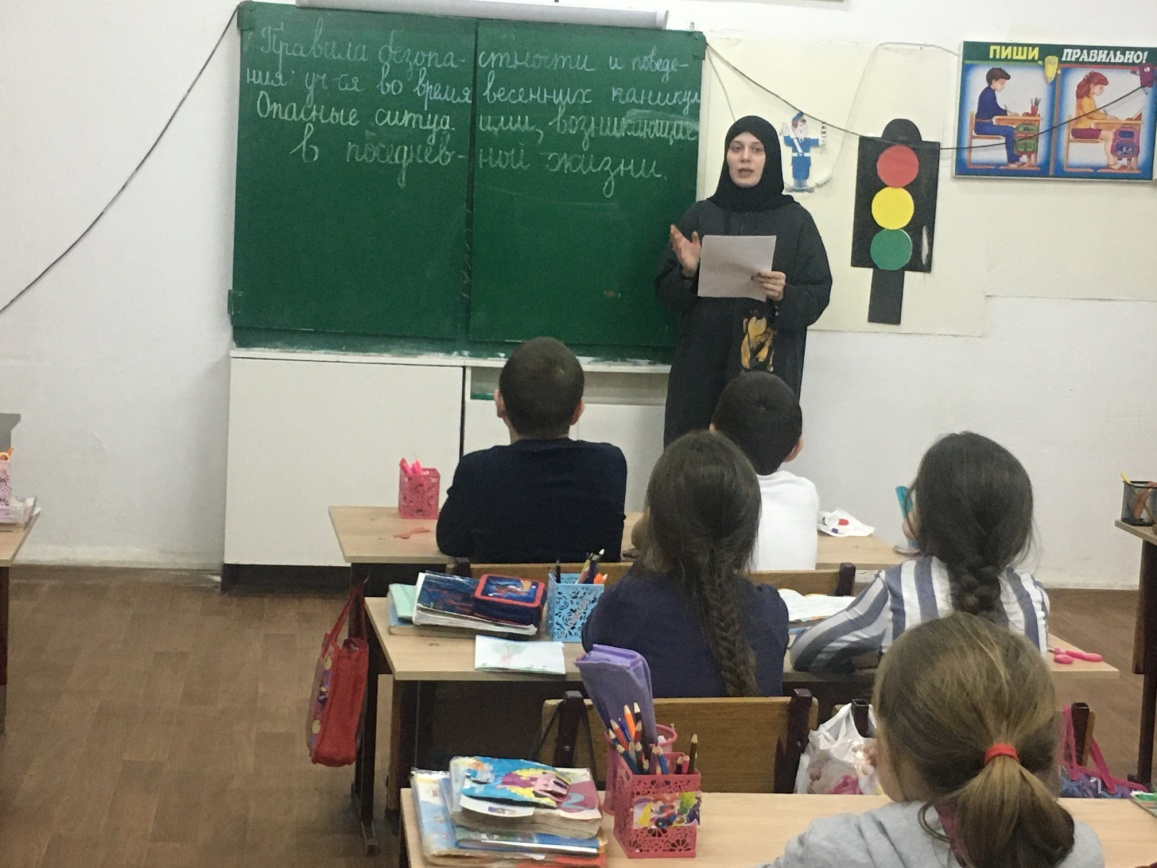 Правила безопа- стности и поведе-
ния уч-ся во время весенних каникул
Опасные ситуа ции, возникающие
в повседнев- ной жизни.
ПИШИ ПРАВИЛЬНО!